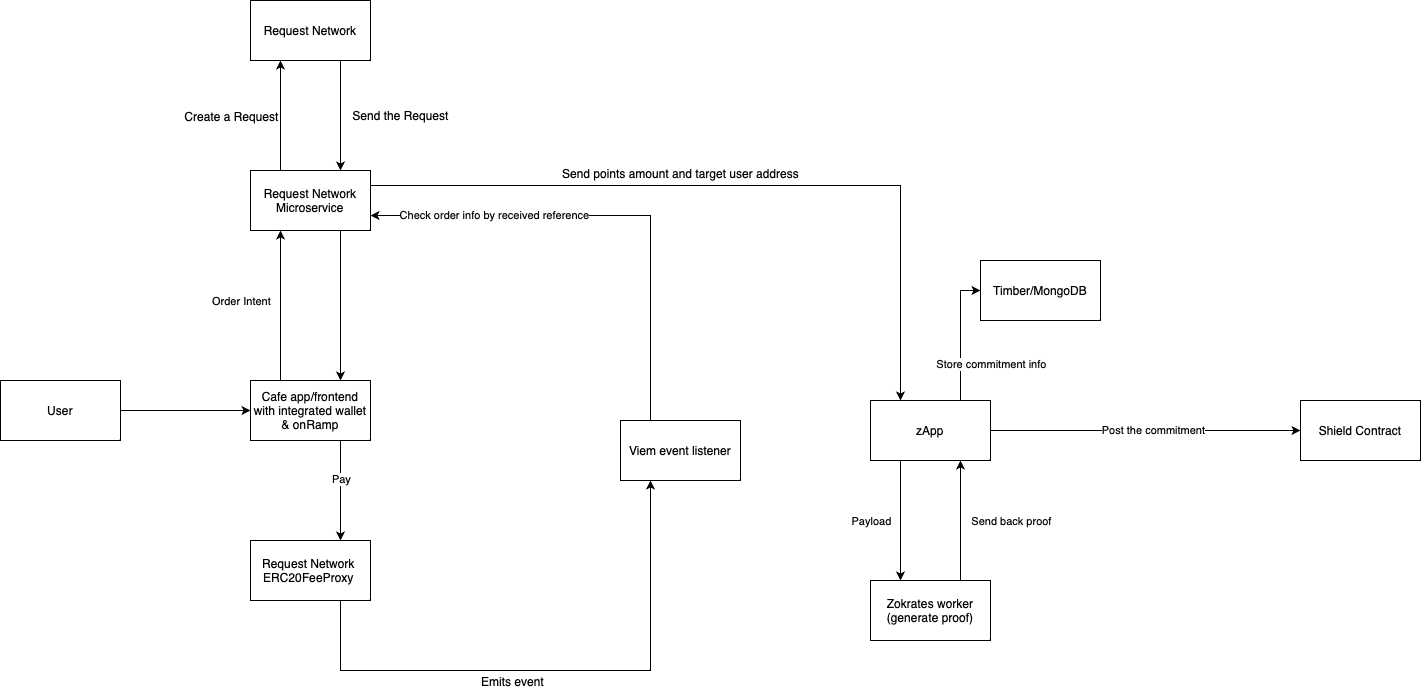 Request Network
Create a Request
Send the Request
Send points amount and target user address
Request Network
Microservice
Check order info by received reference
Order Intent
Timber/MongoDB
Store commitment info
User
Cafe app/frontend
with integrated wallet
& onRamp
zApp
Post the commitment
Shield Contract
Viem event listener
Pay
Payload
Send back proof
Request Network
ERC20FeeProxy
Zokrates worker
(generate proof)
Emits event